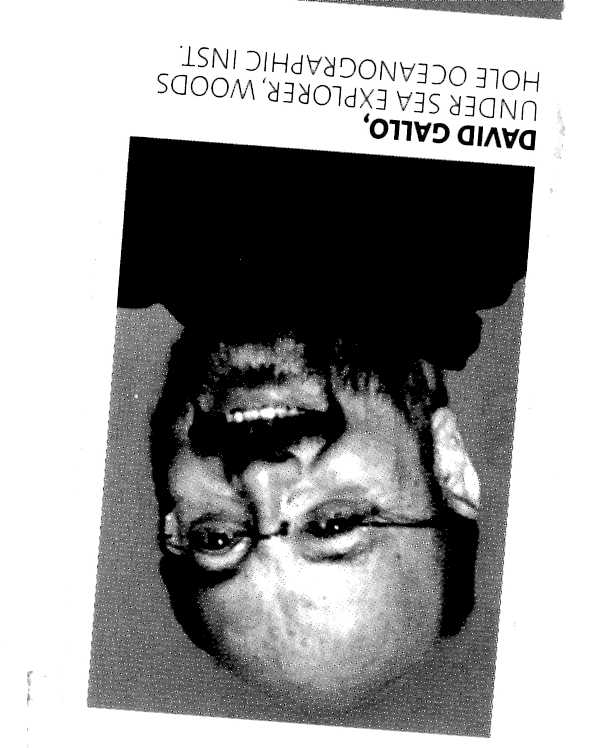 DAVID GALLO,
UNDER SEA EXPLORER, WOODS
HOLE OCEANOGRAPHIC INST.